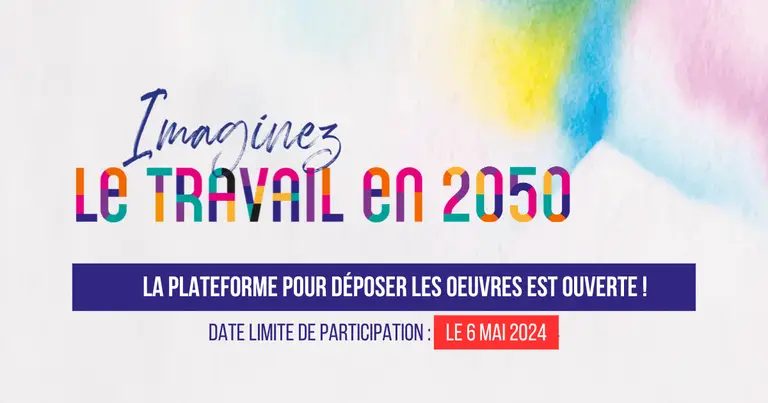 Imaginez
Le TRAVAIL en 2050
LA PLATEFORME POUR DÉPOSER LES OEUVRES EST OUVERTE !
DATE LIMITE DE PARTICIPATION : LE 6 MAI 2024